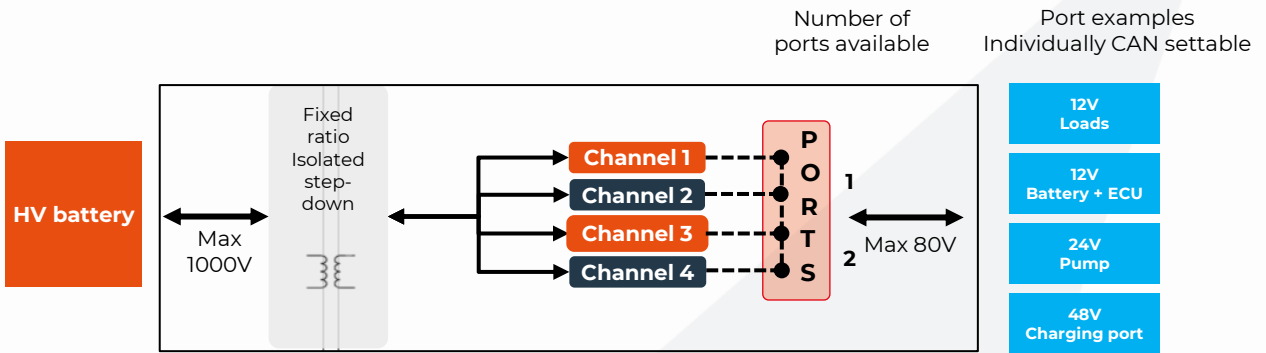 Number of
ports available
Port examples
Individually CAN settable
HV battery
Max
1000V
Fixed
ratio
Isolated
step-
down
Channel 1
Channel 2
Channel 3
Channel 4
P
O
R
T
S
1
2
Max 80V
12V
Loads
12V
Battery + ECU
24V
Pump
48V
Charging port